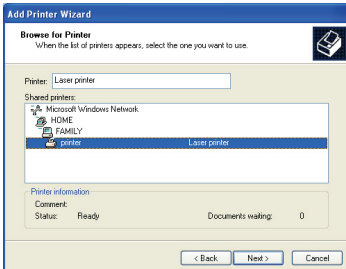 Add Printer Wizard
Browse for Printer
When the list of printers appears, select the one you want to use.
Printer: Laser printer
Shared printers:
Microsoft Windows Network
HOME
FAMILY
printer Laser printer
Printer information
Comment:
Status: Ready Documents waiting: 0
< Back Next > Cancel